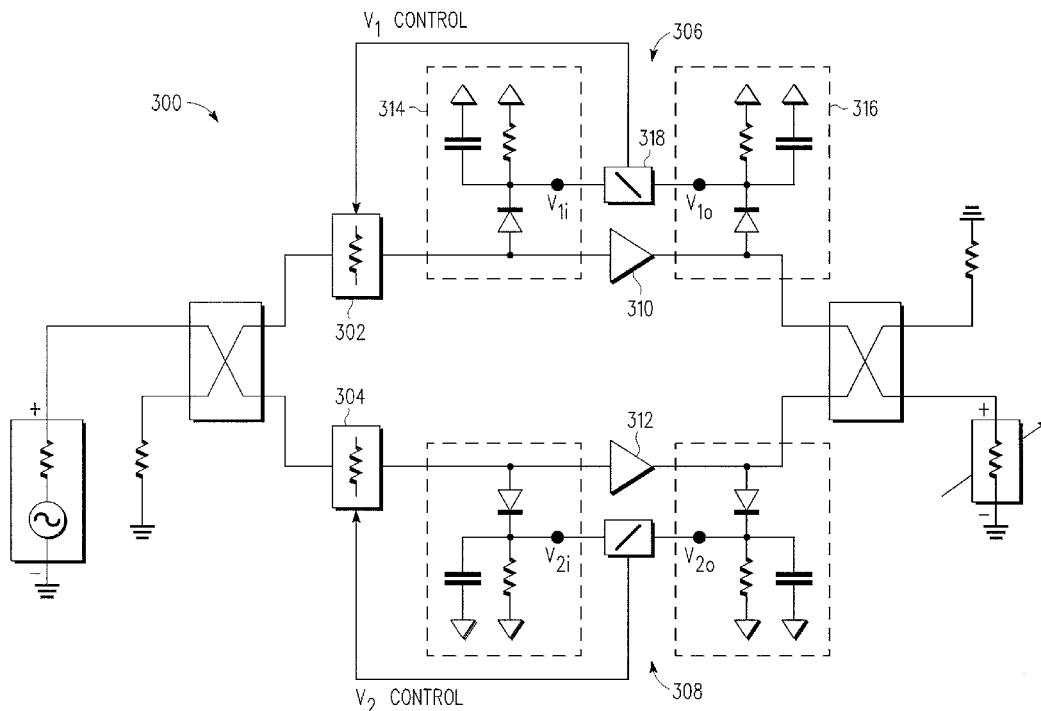 V1 CONTROL
306
300
314
316
318
V1i
V1o
310
302
304
312
+
+
V2i
V2o
-
-
V2 CONTROL
308